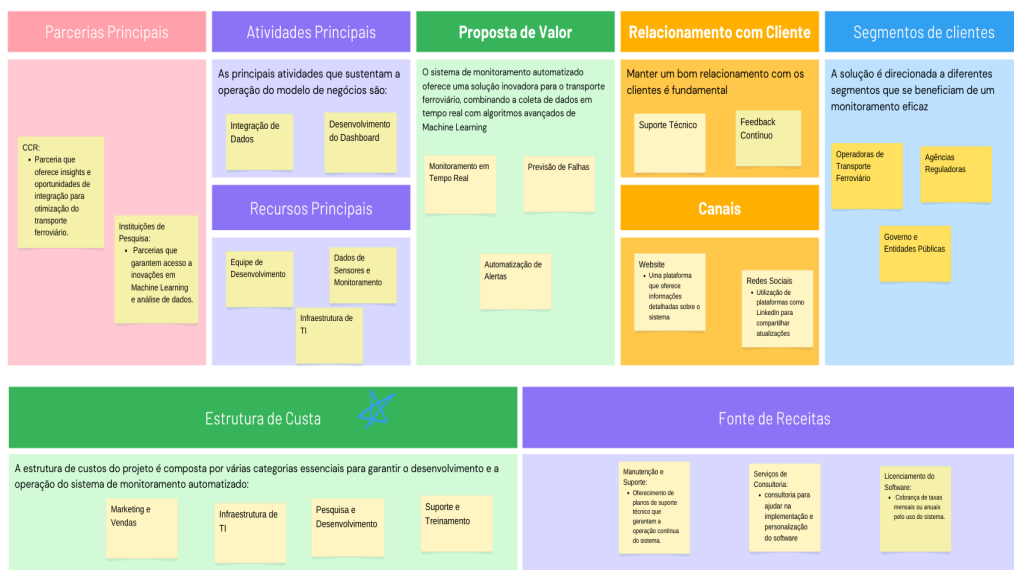 Parcerias Principais
CCR:
• Parceria que
oferece insights e
oportunidades de
integração para
otimização do
transporte
ferroviário.
Instituições de
Pesquisa:
• Parcerias que
garantem acesso a
inovações em
Machine Learning
e análise de dados.
Atividades Principais
As principais atividades que sustentam a
operação do modelo de negócios são:
Integração de
Dados
Desenvolvimento
do Dashboard
Recursos Principais
Equipe de
Desenvolvimento
Dados de
Sensores e
Monitoramento
Infraestrutura de
TI
Proposta de Valor
O sistema de monitoramento automatizado
oferece uma solução inovadora para o transporte
ferroviário, combinando a coleta de dados em
tempo real com algoritmos avançados de
Machine Learning
Monitoramento em
Tempo Real
Previsão de Falhas
Automatização de
Alertas
Relacionamento com Cliente
Manter um bom relacionamento com os
clientes é fundamental
Suporte Técnico
Feedback
Contínuo
Canais
Website
• Uma plataforma
que oferece
informações
detalhadas sobre o
sistema
Redes Sociais
• Utilização de
plataformas como
LinkedIn para
compartilhar
atualizações
Segmentos de clientes
A solução é direcionada a diferentes
segmentos que se beneficiam de um
monitoramento eficaz
Operadoras de
Transporte
Ferroviário
Agências
Reguladoras
Governo e
Entidades Públicas
Estrutura de Custa
A estrutura de custos do projeto é composta por várias categorias essenciais para garantir o desenvolvimento e a
operação do sistema de monitoramento automatizado:
Marketing e
Vendas
Infraestrutura de
TI
Pesquisa e
Desenvolvimento
Suporte e
Treinamento
Fonte de Receitas
Manutenção e
Suporte:
• Oferecimento de
planos de suporte
técnico que
garantam a
operação contínua
do sistema.
Serviços de
Consultoria:
• consultoria para
ajudar na
implementação e
personalização
do software
Licenciamento do
Software:
• Cobrança de taxas
mensais ou anuais
pelo uso do sistema.